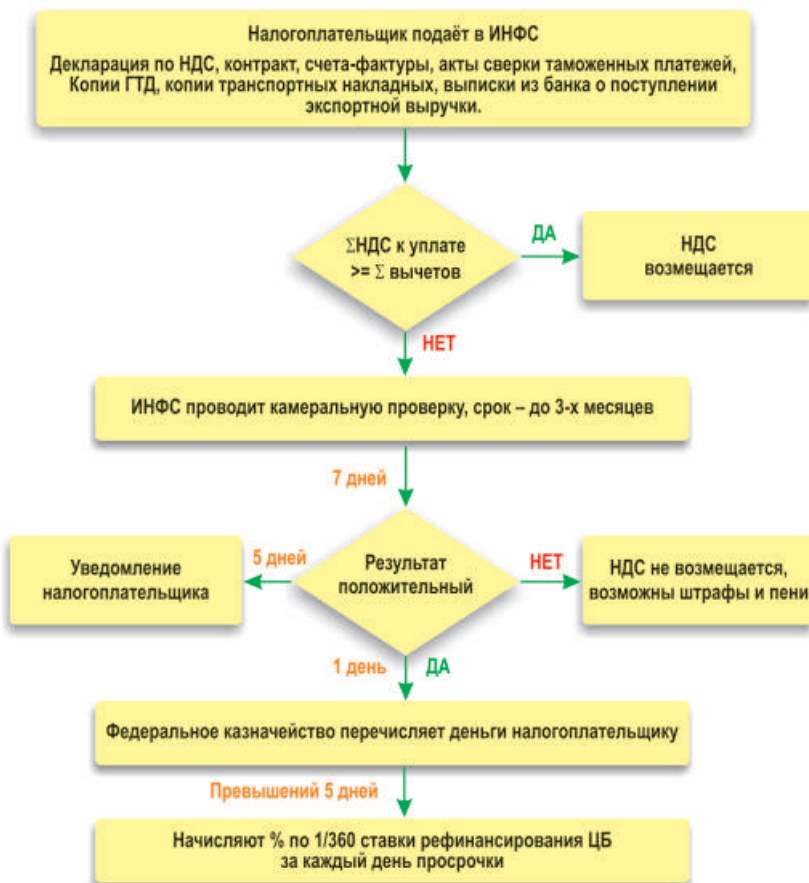 Налогоплательщик подаёт в ИНФС
Декларация по НДС, контракт, счета-фактуры, акты сверки таможенных платежей,
Копии ГТД, копии транспортных накладных, выписки из банка о поступлении
экспортной выручки.
ΣНДС к уплате
>= Σ вычетов
ДА
НДС
возмещается
НЕТ
ИНФС проводит камеральную проверку, срок – до 3-х месяцев
7 дней
Уведомление
налогоплательщика
5 дней
Результат
положительный
НЕТ
НДС не возмещается,
возможны штрафы и пени
1 день
ДА
Федеральное казначейство перечисляет деньги налогоплательщику
Превышений 5 дней
Начисляют % по 1/360 ставки рефинансирования ЦБ
за каждый день просрочки